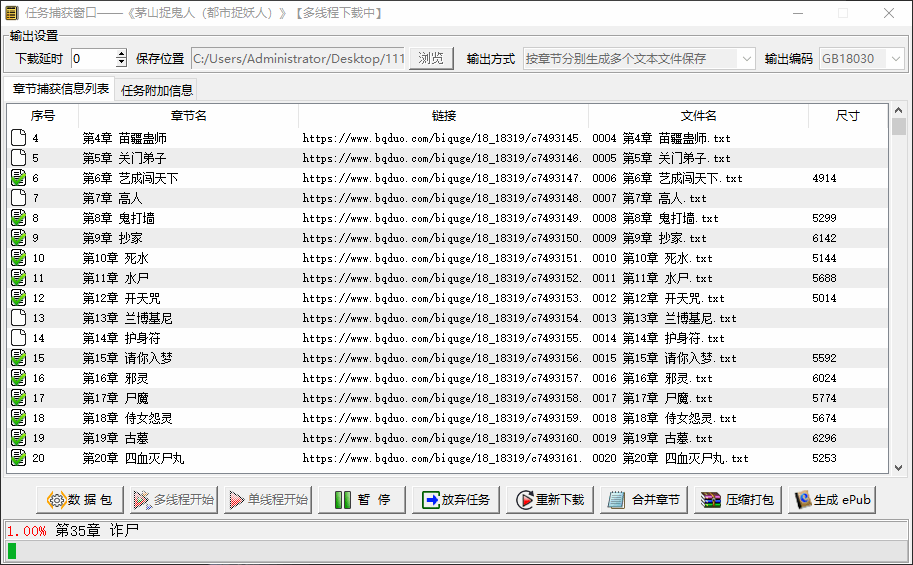 任务捕获窗口——《茅山捉鬼人（都市捉妖人）》【多线程下载中】
输出设置
下载延时 0 保存位置 C:/Users/Administrator/Desktop/111 浏览 输出方式 按章节分别生成多个文本文件保存 输出编码 GB18030
章节捕获信息列表 任务附加信息
序号 章节名 链接 文件名 尺寸
4 第4章 苗疆蛊师 https://www.bqduo.com/biquge/18_18319/c7493145. 0004 第4章 苗疆蛊师.txt
5 第5章 关门弟子 https://www.bqduo.com/biquge/18_18319/c7493146. 0005 第5章 关门弟子.txt
6 第6章 艺成闯天下 https://www.bqduo.com/biquge/18_18319/c7493147. 0006 第6章 艺成闯天下.txt 4914
7 第7章 高人 https://www.bqduo.com/biquge/18_18319/c7493148. 0007 第7章 高人.txt
8 第8章 鬼打墙 https://www.bqduo.com/biquge/18_18319/c7493149. 0008 第8章 鬼打墙.txt 5299
9 第9章 抄家 https://www.bqduo.com/biquge/18_18319/c7493150. 0009 第9章 抄家.txt 6142
10 第10章 死水 https://www.bqduo.com/biquge/18_18319/c7493151. 0010 第10章 死水.txt 5144
11 第11章 水尸 https://www.bqduo.com/biquge/18_18319/c7493152. 0011 第11章 水尸.txt 5688
12 第12章 开天咒 https://www.bqduo.com/biquge/18_18319/c7493153. 0012 第12章 开天咒.txt 5014
13 第13章 兰博基尼 https://www.bqduo.com/biquge/18_18319/c7493154. 0013 第13章 兰博基尼.txt
14 第14章 护身符 https://www.bqduo.com/biquge/18_18319/c7493155. 0014 第14章 护身符.txt
15 第15章 请你入梦 https://www.bqduo.com/biquge/18_18319/c7493156. 0015 第15章 请你入梦.txt 5592
16 第16章 邪灵 https://www.bqduo.com/biquge/18_18319/c7493157. 0016 第16章 邪灵.txt 6024
17 第17章 尸魔 https://www.bqduo.com/biquge/18_18319/c7493158. 0017 第17章 尸魔.txt 5774
18 第18章 侍女怨灵 https://www.bqduo.com/biquge/18_18319/c7493159. 0018 第18章 侍女怨灵.txt 5674
19 第19章 古墓 https://www.bqduo.com/biquge/18_18319/c7493160. 0019 第19章 古墓.txt 6296
20 第20章 四血灭尸丸 https://www.bqduo.com/biquge/18_18319/c7493161. 0020 第20章 四血灭尸丸.txt 5253
数 据 包 多线程开始 单线程开始 暂 停 放弃任务 重新下载 合并章节 压缩打包 生成 ePub
1.00% 第35章 诈尸